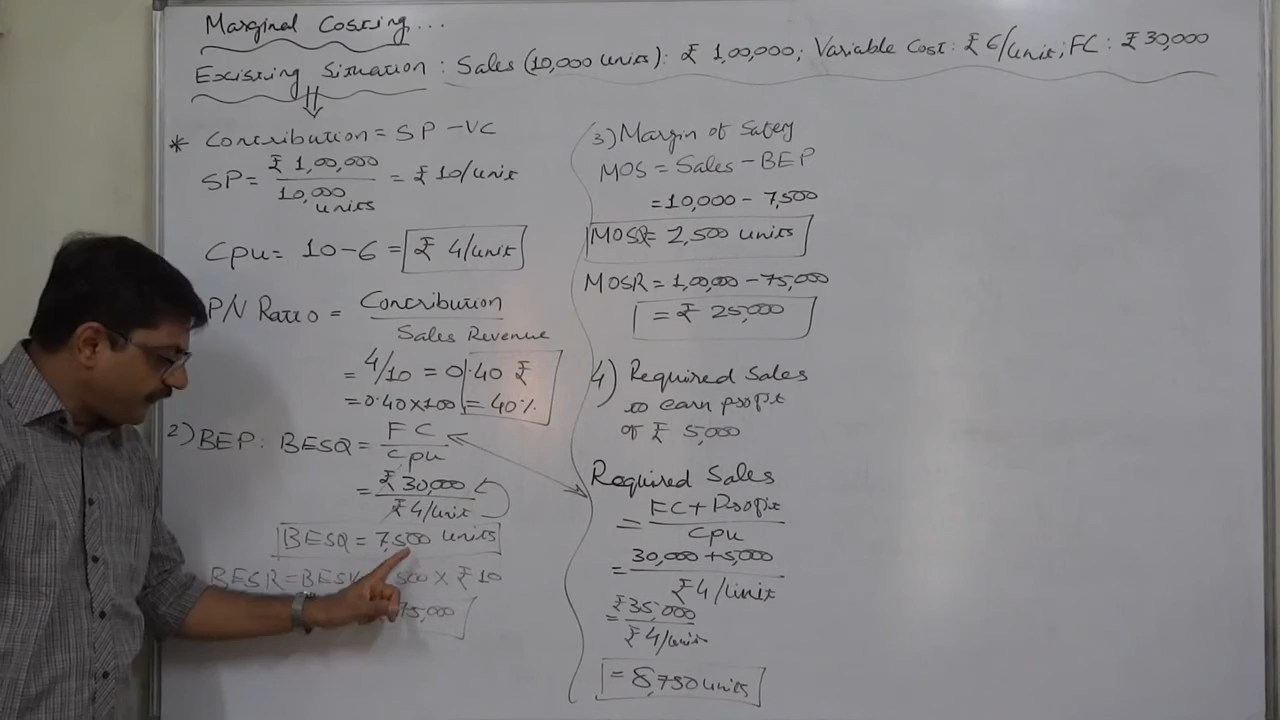 Marginal Costing...
Existing Situation : Sales (10,000 units): ₹ 1,00,000; Variable Cost: ₹ 6/unit; FC: ₹ 30,000
* Contribution = SP - VC
SP = ₹ 1,00,000 / 10,000 units = ₹ 10/unit
Cpu = 10-6 = ₹ 4/unit
P/V Ratio = Contribution / Sales Revenue
= 4/10 = 0.40 ₹
= 0.40 x 100 = 40%
2) BEP: BESQ = FC / Cpu
= ₹ 30,000 / ₹ 4/unit
BESQ = 7,500 units
BESR = 500 x ₹ 10
75,000
3) Margin of Safety
MOS = Sales - BEP
= 10,000 - 7,500
MOSQ = 2,500 units
MOSR = 1,00,00 - 75,000
= ₹ 25,000
4) Required Sales
to earn profit
of ₹ 5,000
Required Sales
= FC + Profit / Cpu
= 30,000 + 5,000 / ₹ 4/unit
= ₹ 35,000 / ₹ 4/unit
= 8,750 units